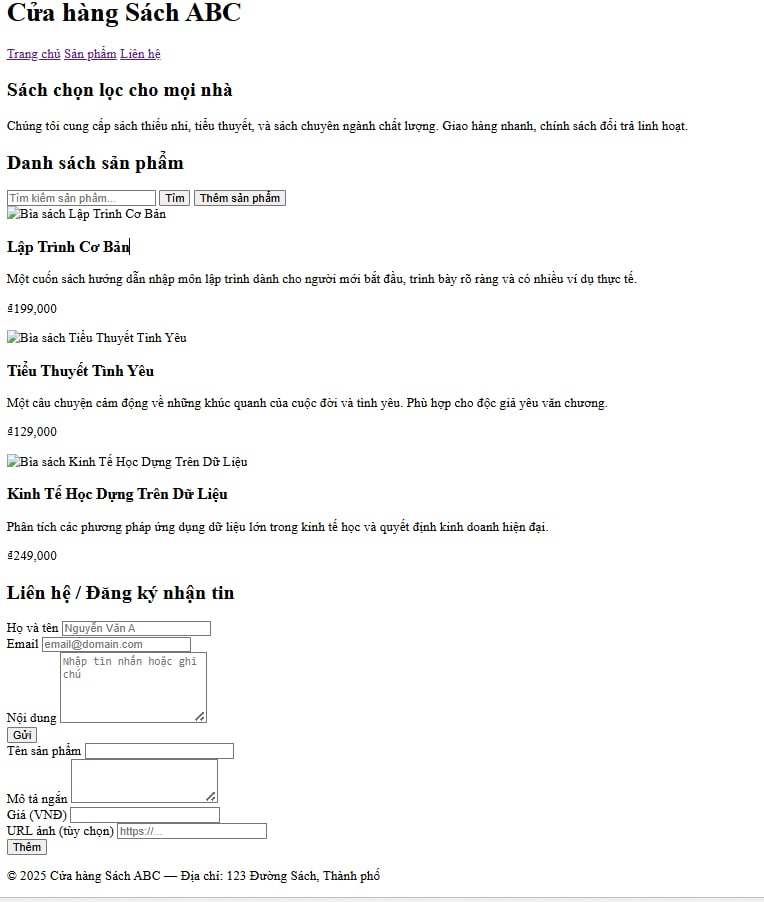 Cửa hàng Sách ABC
Trang chủ Sản phẩm Liên hệ
Sách chọn lọc cho mọi nhà
Chúng tôi cung cấp sách thiếu nhi, tiểu thuyết, và sách chuyên ngành chất lượng. Giao hàng nhanh, chính sách đổi trả linh hoạt.
Danh sách sản phẩm
Tìm kiếm sản phẩm... Tìm Thêm sản phẩm
Bìa sách Lập Trình Cơ Bản
Lập Trình Cơ Bản
Một cuốn sách hướng dẫn nhập môn lập trình dành cho người mới bắt đầu, trình bày rõ ràng và có nhiều ví dụ thực tế.
₫199,000
Bìa sách Tiểu Thuyết Tình Yêu
Tiểu Thuyết Tình Yêu
Một câu chuyện cảm động về những khúc quanh của cuộc đời và tình yêu. Phù hợp cho độc giả yêu văn chương.
₫129,000
Bìa sách Kinh Tế Học Dựng Trên Dữ Liệu
Kinh Tế Học Dựng Trên Dữ Liệu
Phân tích các phương pháp ứng dụng dữ liệu lớn trong kinh tế học và quyết định kinh doanh hiện đại.
₫249,000
Liên hệ / Đăng ký nhận tin
Họ và tên Nguyễn Văn A
Email email@domain.com
Nhập tin nhắn hoặc ghi
chú
Nội dung
Gửi
Tên sản phẩm
Mô tả ngắn
Giá (VNĐ)
URL ảnh (tùy chọn) https://...
Thêm
© 2025 Cửa hàng Sách ABC — Địa chỉ: 123 Đường Sách, Thành phố